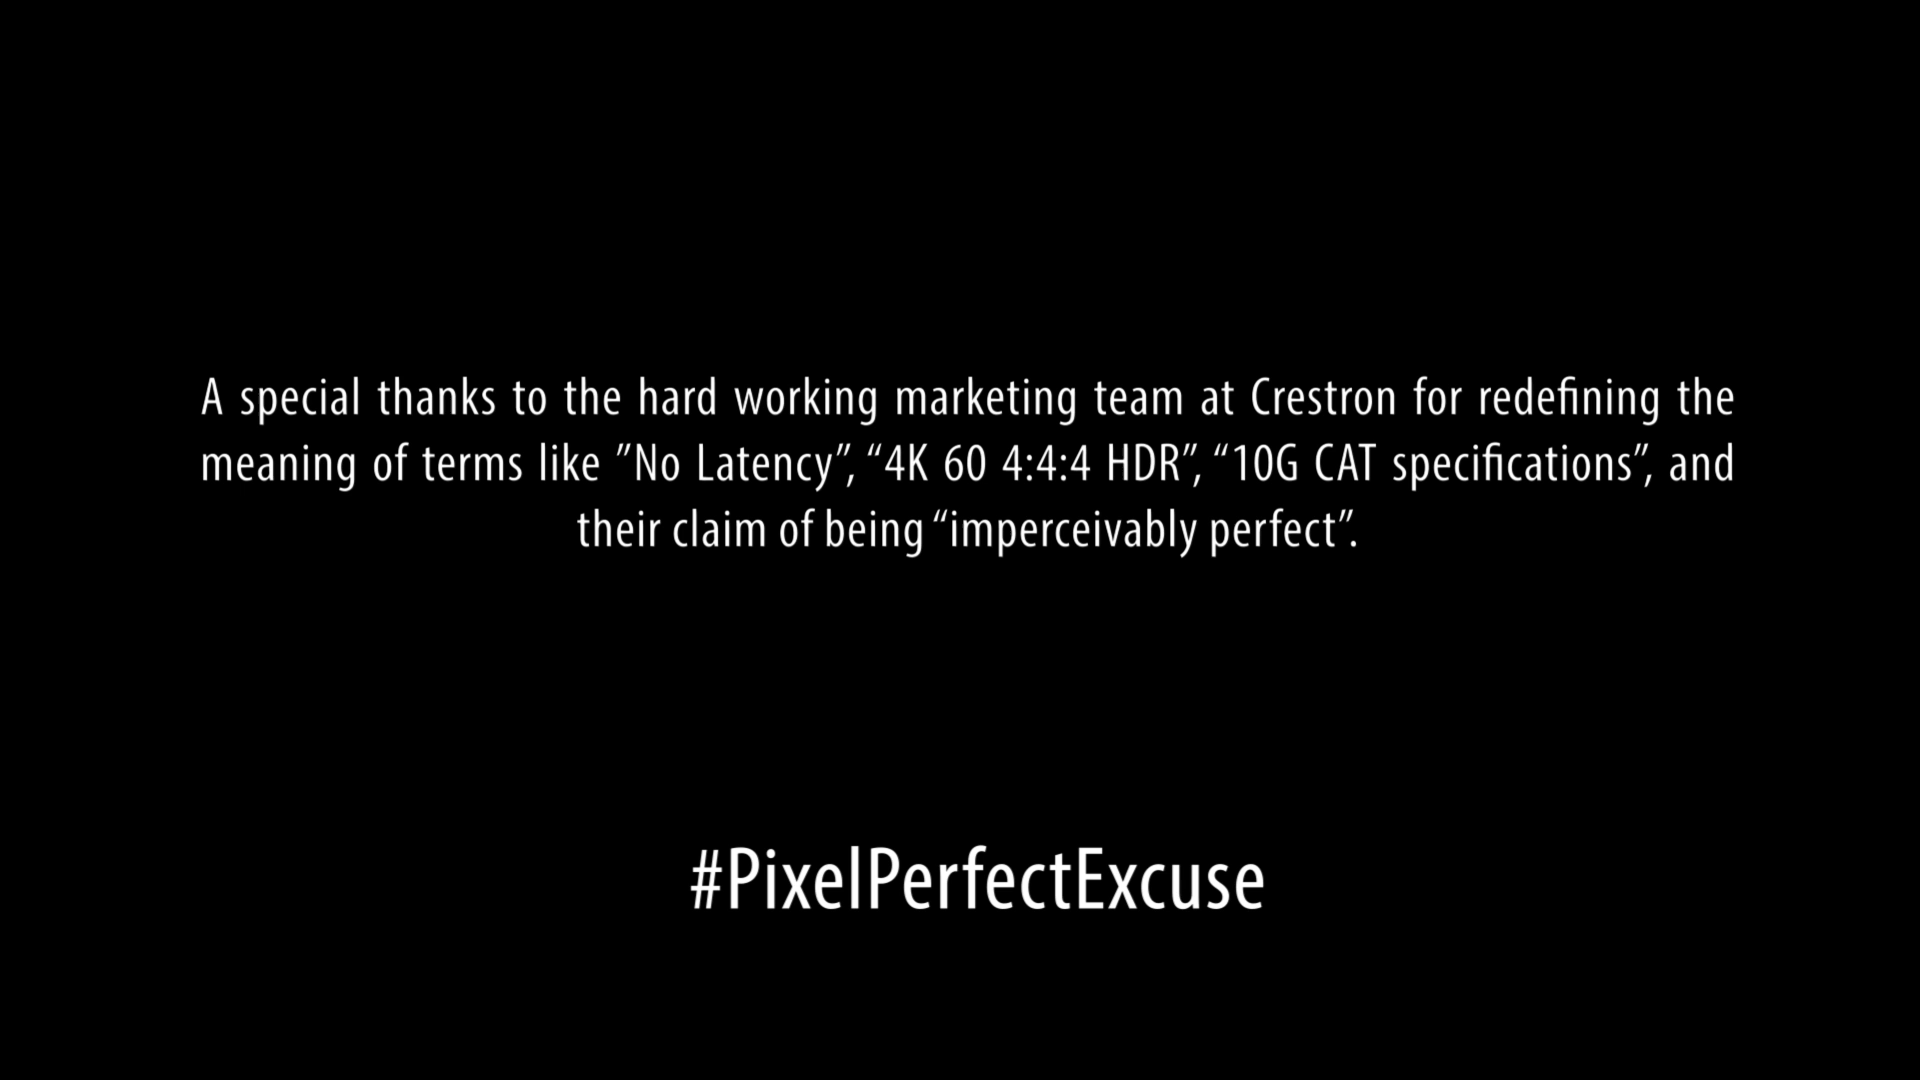 A special thanks to the hard working marketing team at Crestron for redefining the
meaning of terms like ”No Latency”, “4K 60 4:4:4 HDR”, “10G CAT specifications”, and
their claim of being “imperceivably perfect”.
#PixelPerfectExcuse